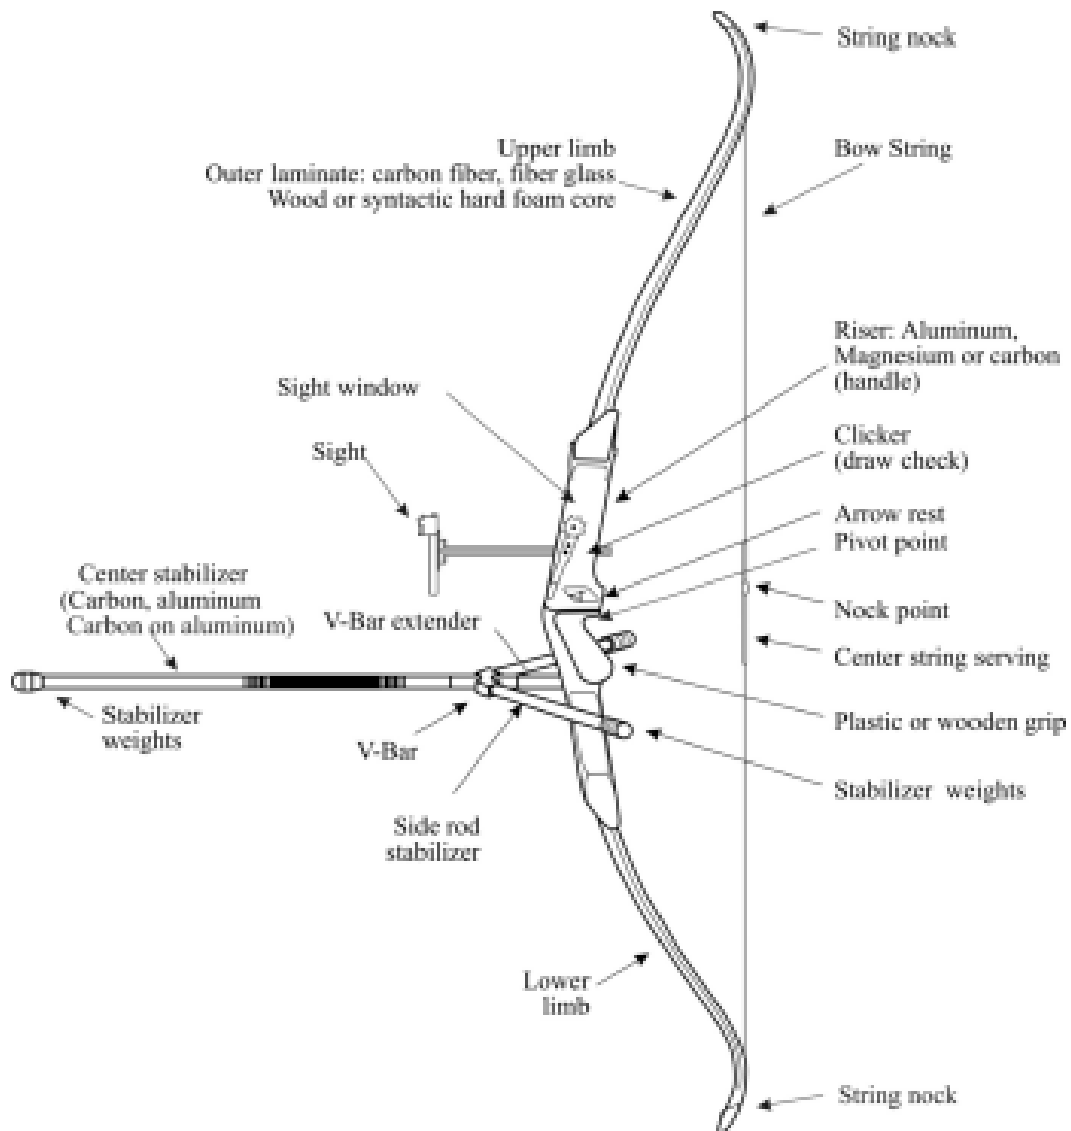 String nock
Upper limb
Outer laminate: carbon fiber, fiber glass
Wood or syntactic hard foam core
Bow String
Riser: Aluminum,
Magnesium or carbon
(handle)
Sight window
Clicker
(draw check)
Sight
Arrow rest
Pivot point
Center stabilizer
(Carbon, aluminum
Carbon on aluminum)
V-Bar extender
Nock point
Center string serving
Stabilizer
weights
V-Bar
Plastic or wooden grip
Stabilizer weights
Side rod
stabilizer
Lower
limb
String nock